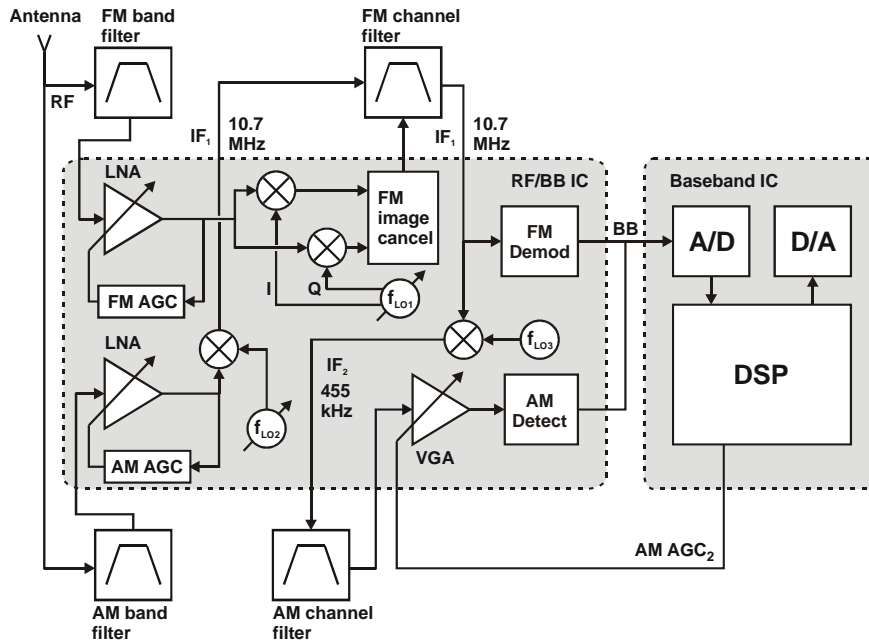 Antenna
FM band
filter
FM channel
filter
RF
IF₁
10.7
MHz
IF₁
10.7
MHz
LNA
RF/BB IC
Baseband IC
FM
image
cancel
FM
Demod
BB
A/D
D/A
I
Q
fLO1
FM AGC
LNA
fLO3
DSP
IF₂
455
kHz
AM
Detect
fLO2
VGA
AM AGC
AM AGC₂
AM band
filter
AM channel
filter